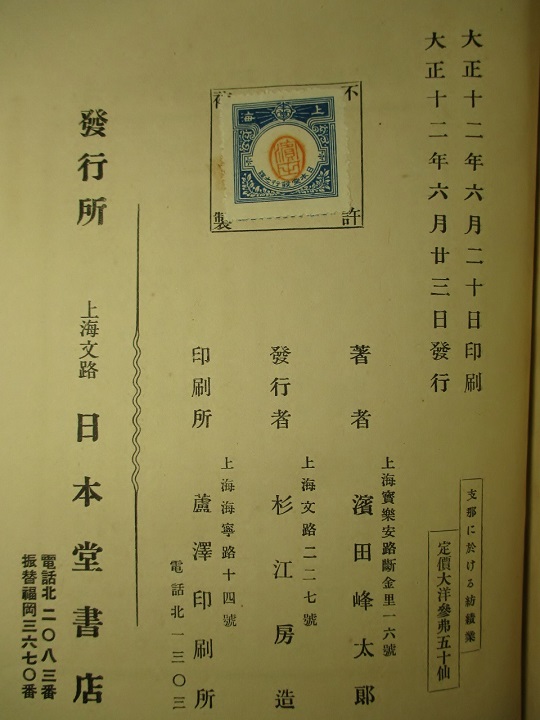 大正十二年六月二十日印刷
大正十二年六月廿三日發行
支那に於ける紡績業
定價大洋參弗五十仙
不許
製
上海
著者
上海寶樂安路斷金里一六號
濱田峰太郎
發行者
上海文路二二七號
杉江房造
印刷所
上海海寧路十四號
蘆澤印刷所
電話北一三〇三
發行所
上海文路
日本堂書店
電話北二〇八三番
振替福岡三六七〇番